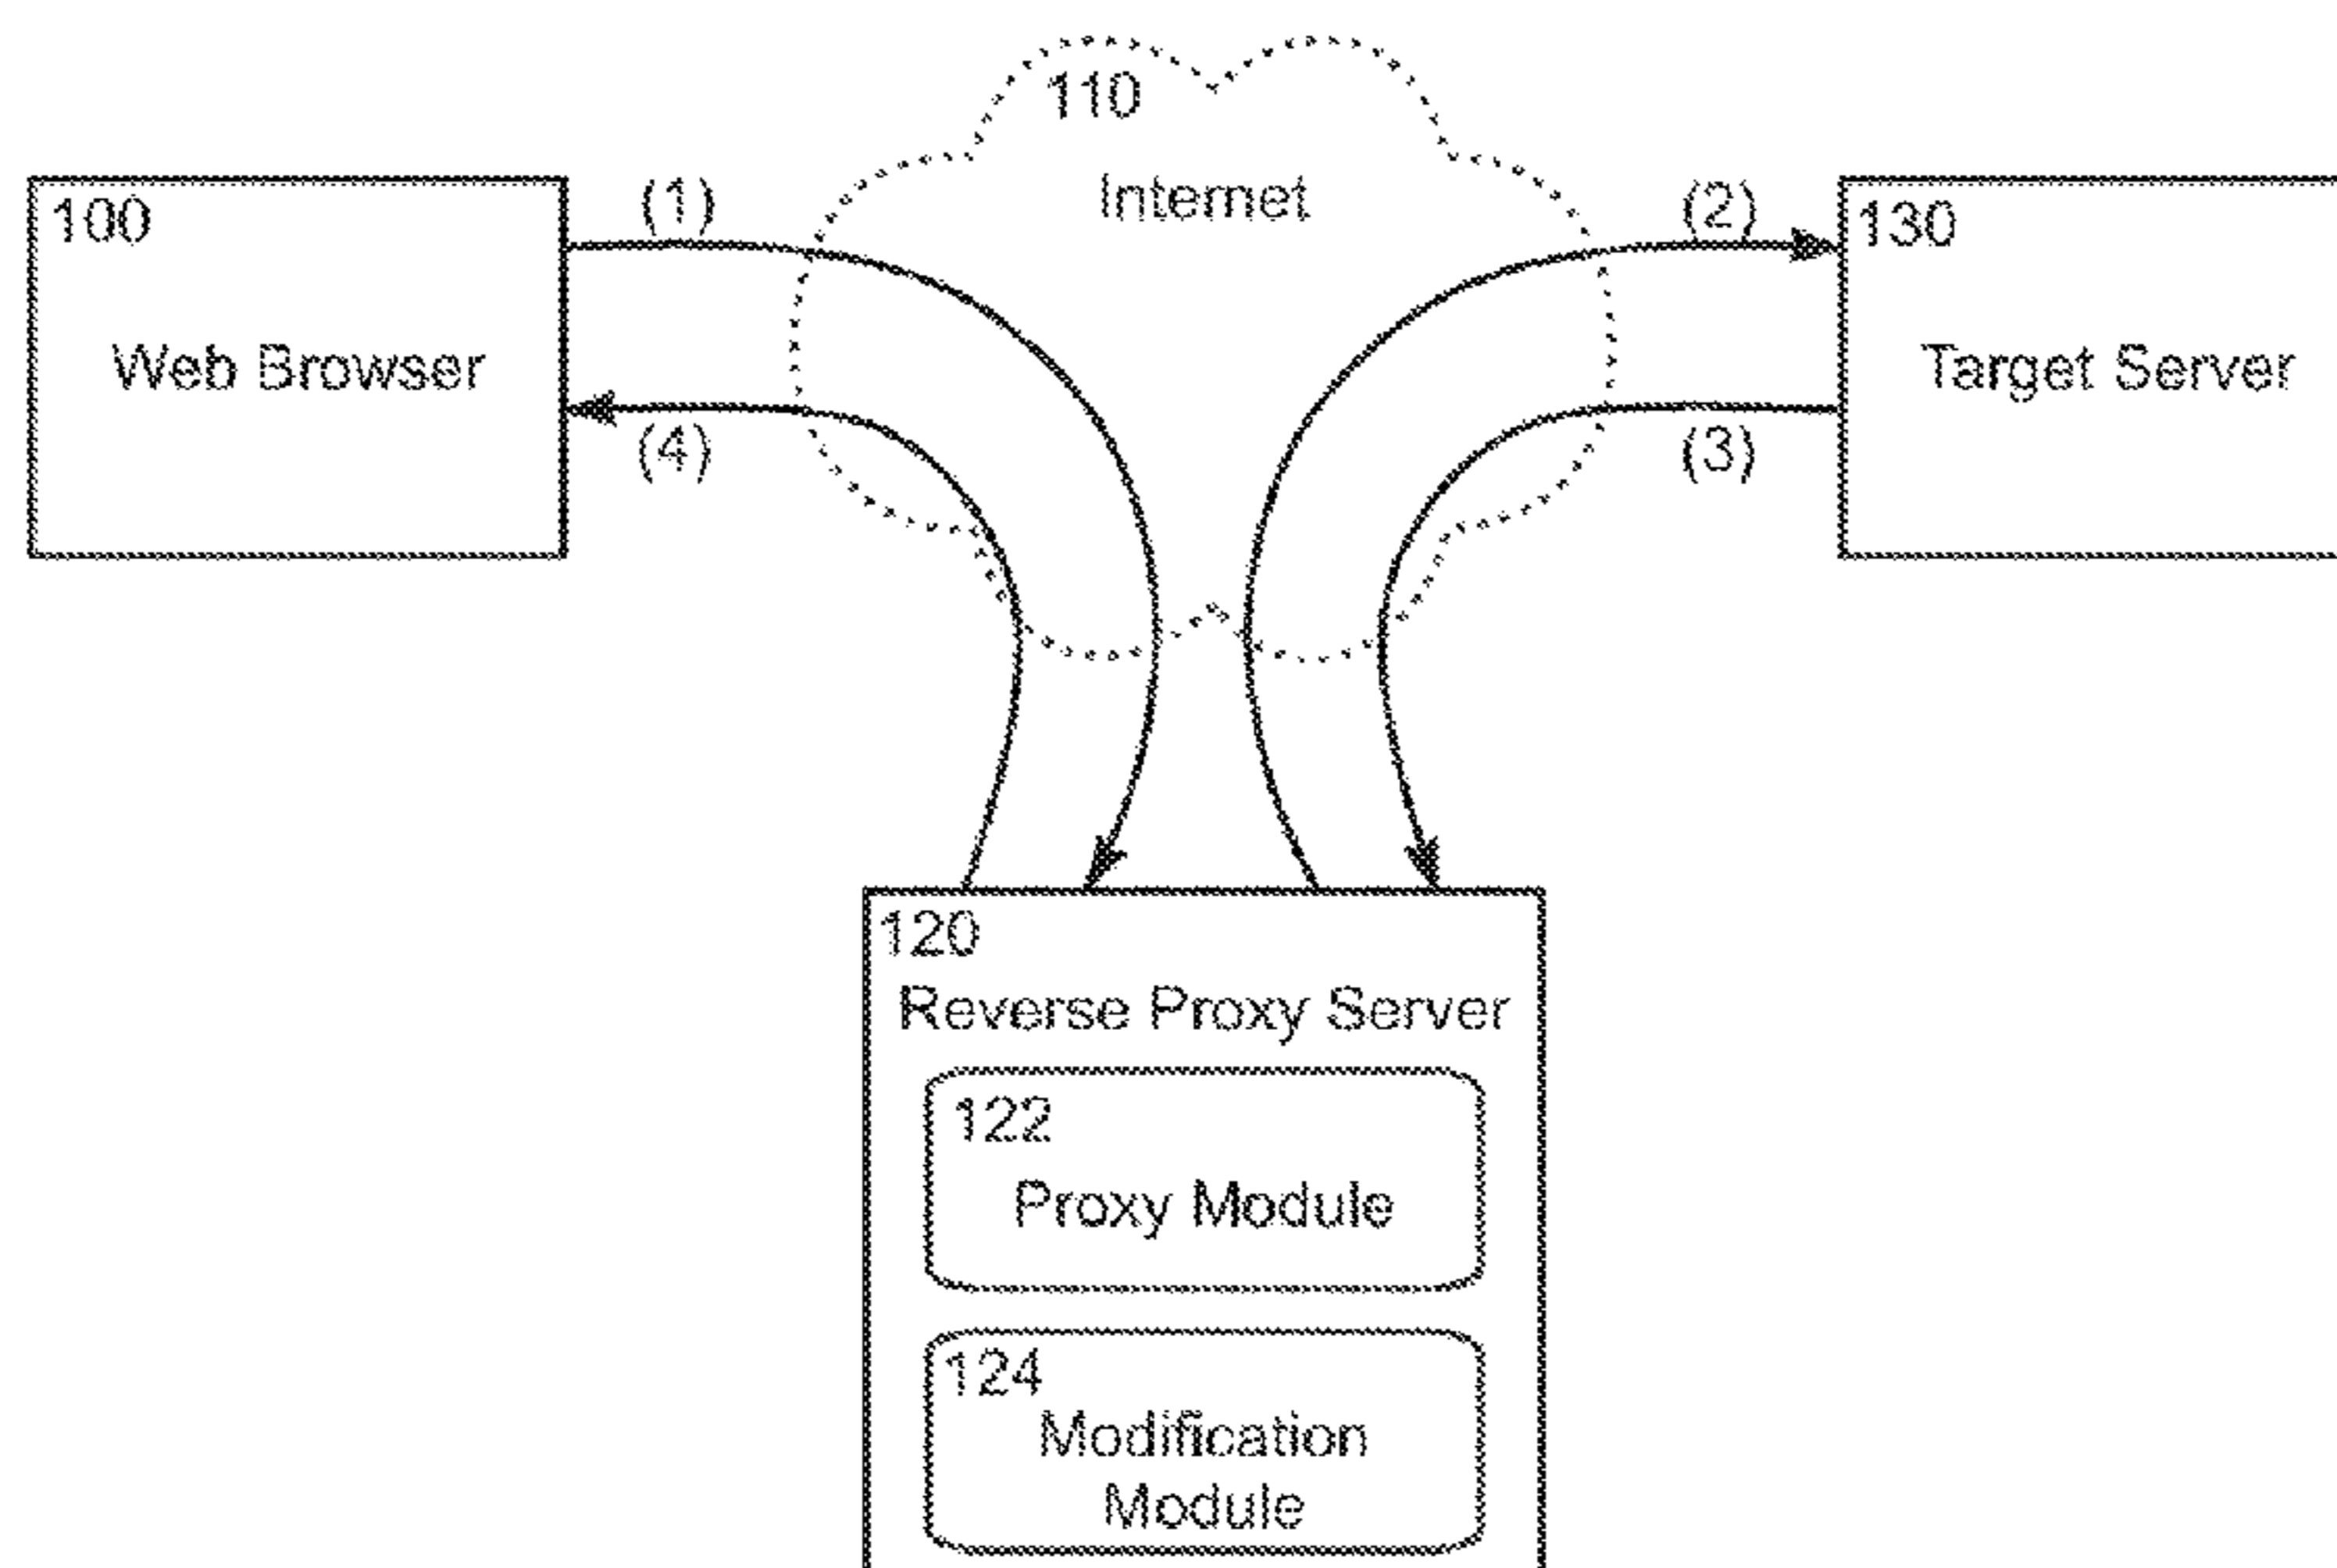 110
Internet
100
(1)
(2)
130
Web Browser
Target Server
(4)
(3)
120
Reverse Proxy Server
122
Proxy Module
124
Modification
Module